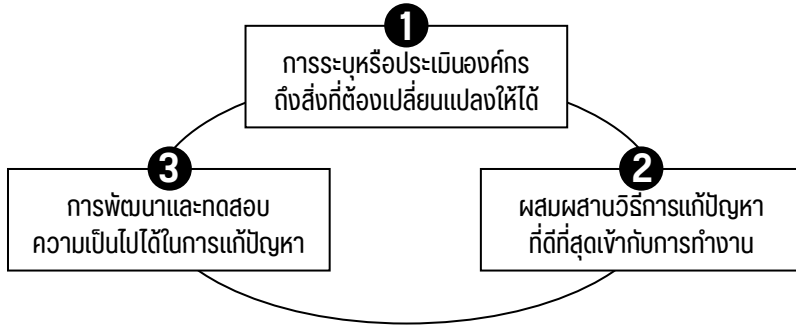 1
การระบุหรือประเมินองค์กร
ถึงสิ่งที่ต้องเปลี่ยนแปลงให้ได้
2
ผสมผสานวิธีการแก้ปัญหา
ที่ดีที่สุดเข้ากับการทำงาน
3
การพัฒนาและทดสอบ
ความเป็นไปได้ในการแก้ปัญหา